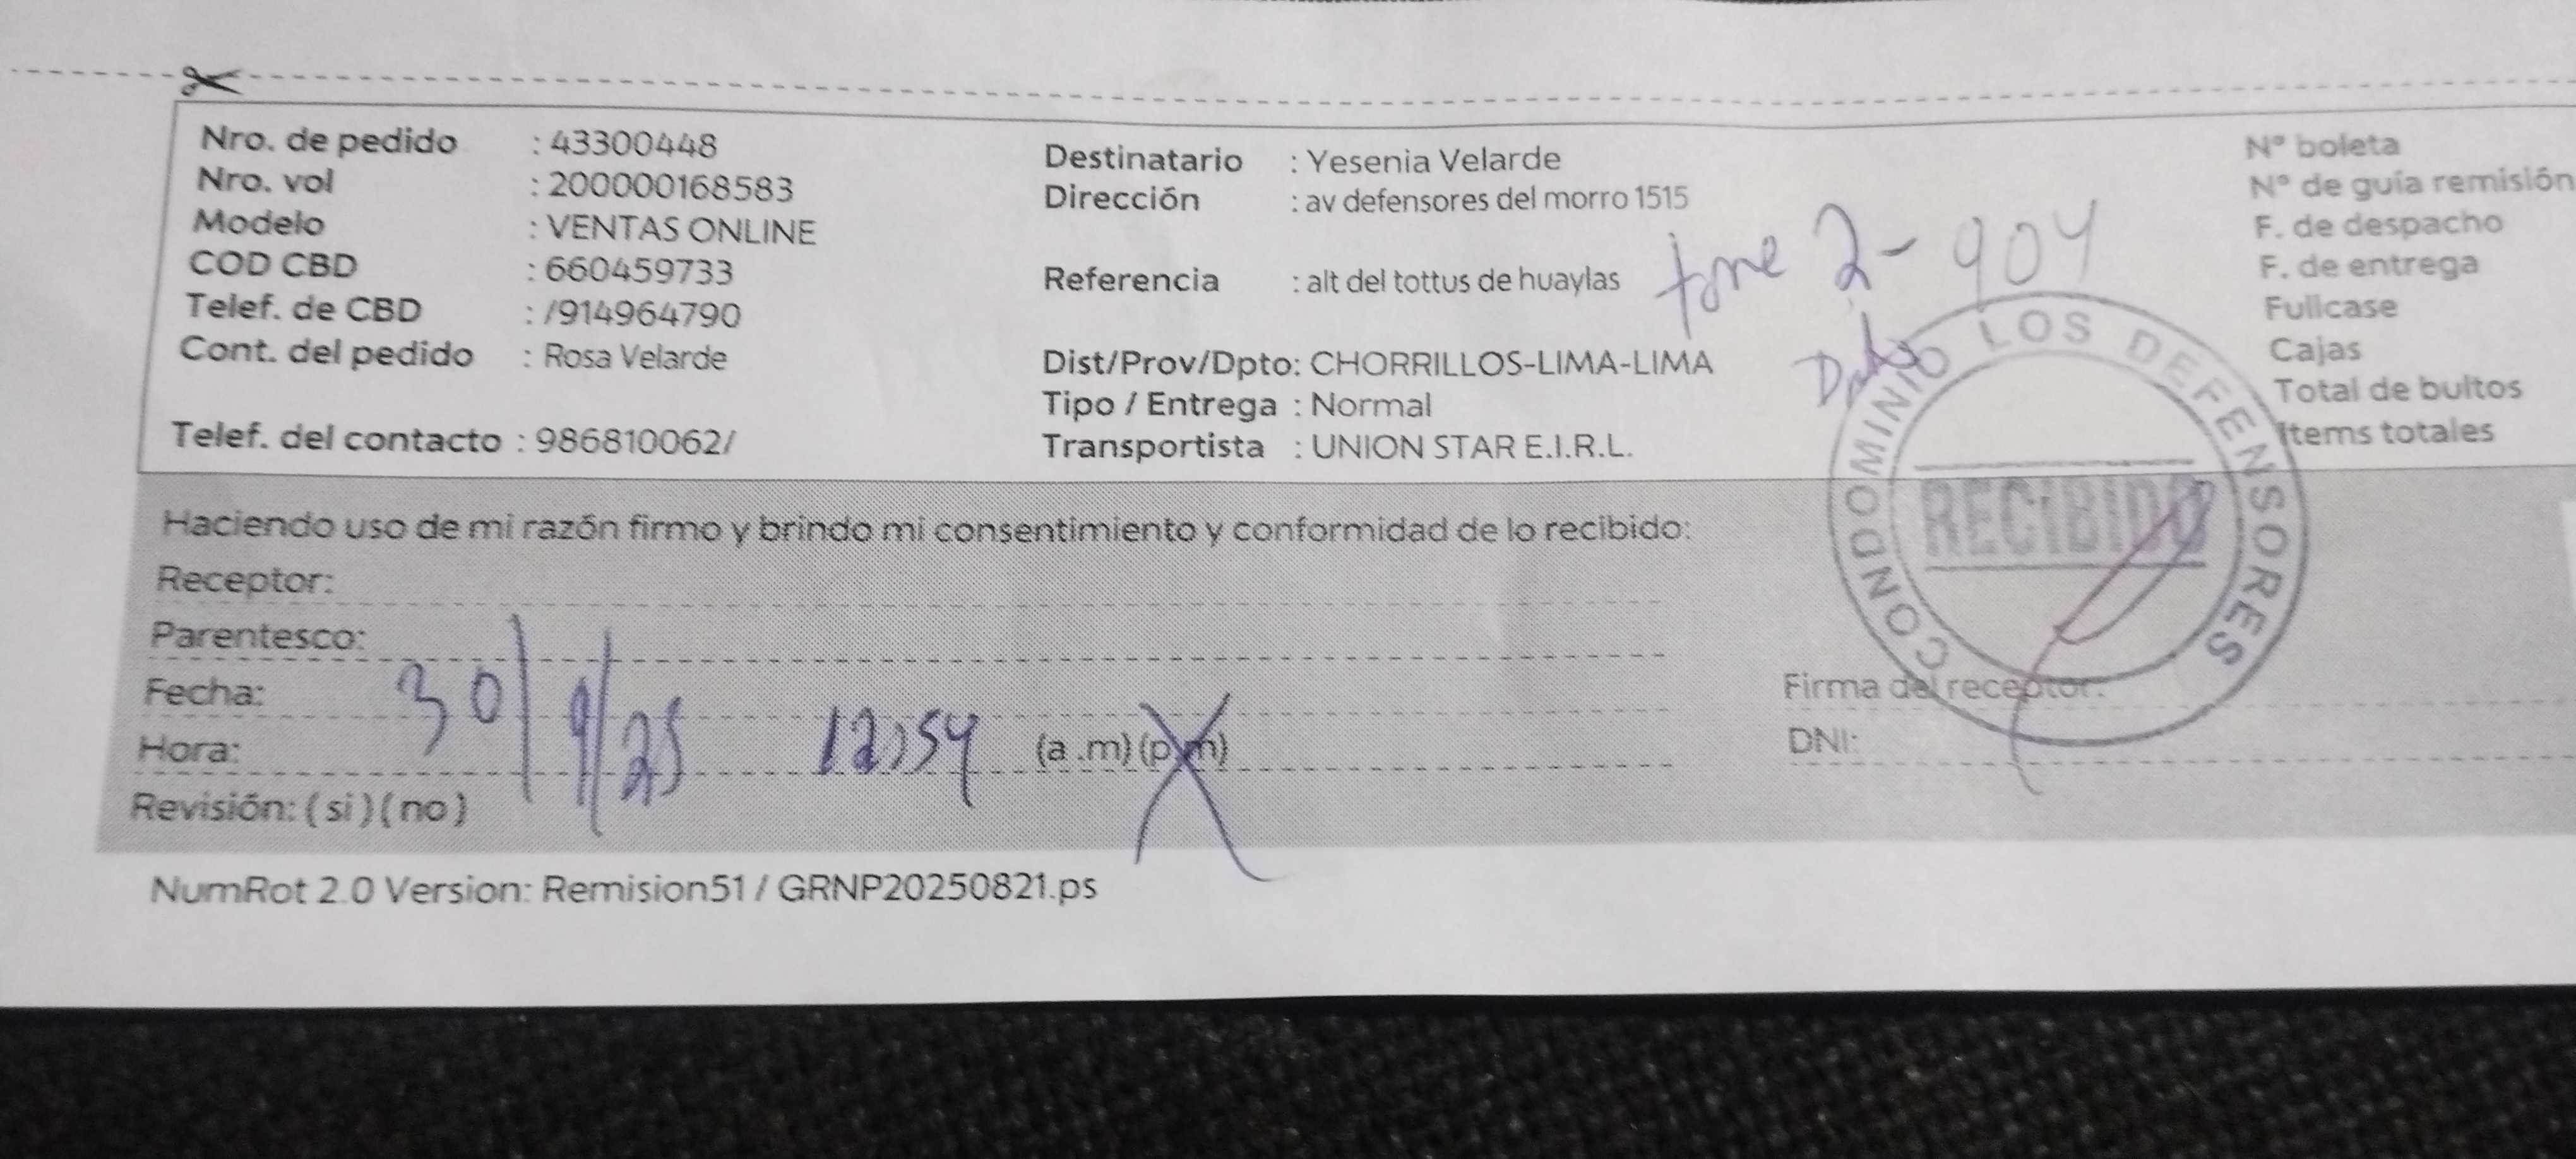 Nro. de pedido : 43300448
Nro. vol : 200000168583
Modelo : VENTAS ONLINE
COD CBD : 660459733
Telef. de CBD : /914964790
Cont. del pedido : Rosa Velarde
Telef. del contacto : 986810062/
Destinatario : Yesenia Velarde
Dirección : av defensores del morro 1515
Referencia : alt del tottus de huaylas
Dist/Prov/Dpto: CHORRILLOS-LIMA-LIMA
Tipo / Entrega : Normal
Transportista : UNION STAR E.I.R.L.
torre 2-904
N° boleta
N° de guía remisión
F. de despacho
F. de entrega
Fullcase
Cajas
Total de bultos
Items totales
CONDOMINIO LOS DEFENSORES
RECIBIDO
Haciendo uso de mi razón firmo y brindo mi consentimiento y conformidad de lo recibido:
Receptor:
Parentesco:
Fecha: 30/9/25
Hora: 12:54 (a .m) (p.m)
Revisión: ( si ) ( no )
Firma del receptor:
DNI:
NumRot 2.0 Version: Remision51 / GRNP20250821.ps